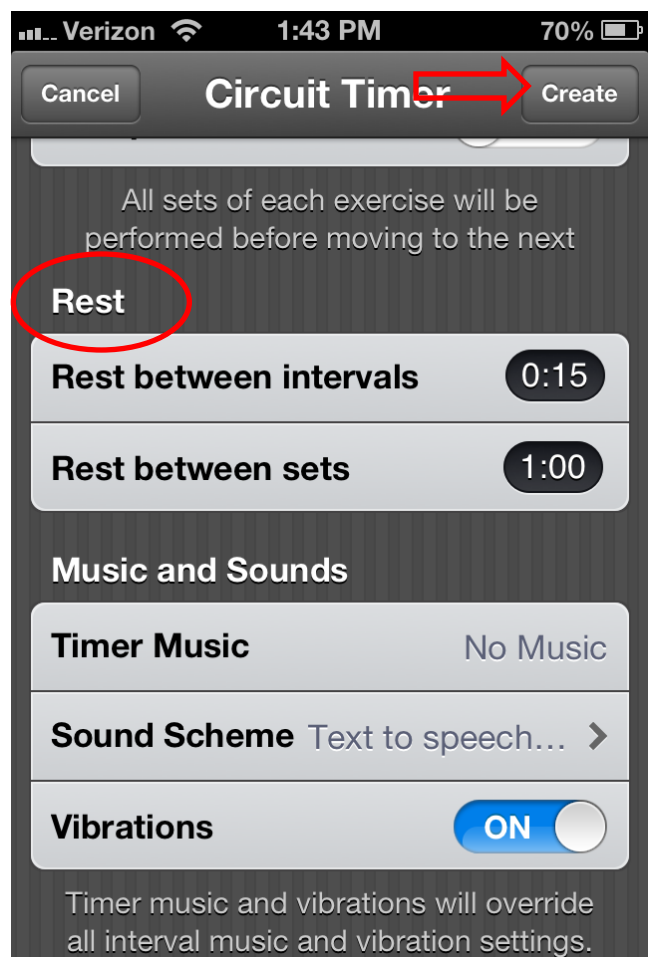 Verizon 1:43 PM 70%
Cancel Circuit Timer Create
All sets of each exercise will be
performed before moving to the next
Rest
Rest between intervals 0:15
Rest between sets 1:00
Music and Sounds
Timer Music No Music
Sound Scheme Text to speech...
Vibrations ON
Timer music and vibrations will override
all interval music and vibration settings.